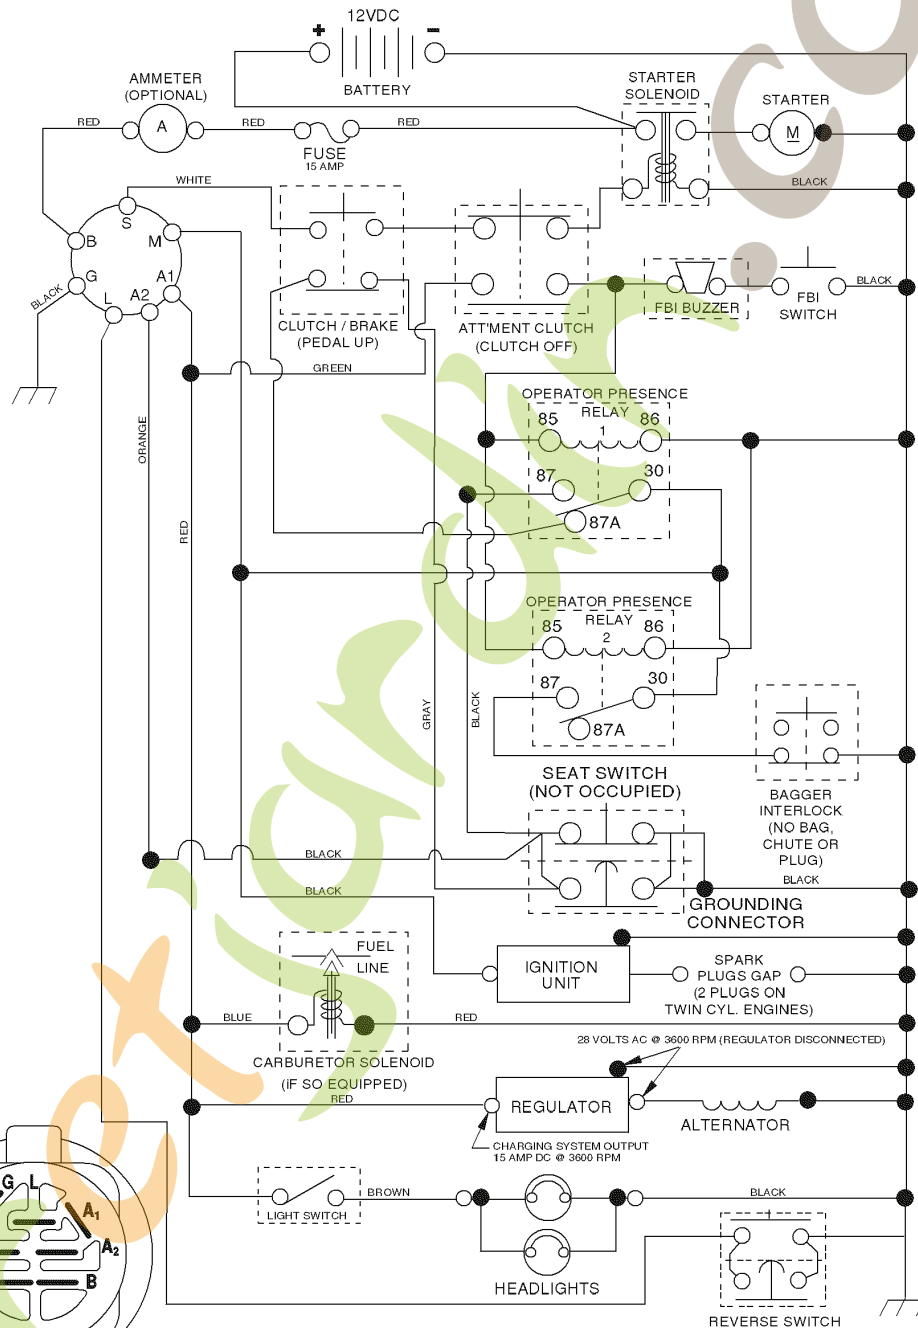 12VDC
+ −
BATTERY
AMMETER
(OPTIONAL)
A
RED
RED
RED
FUSE
15 AMP
STARTER
SOLENOID
STARTER
M
BLACK
WHITE
S
B
M
G
A1
A2
L
BLACK
CLUTCH / BRAKE
(PEDAL UP)
ATT'MENT CLUTCH
(CLUTCH OFF)
FBI BUZZER
FBI
SWITCH
BLACK
GREEN
ORANGE
RED
OPERATOR PRESENCE
RELAY
1
85
86
87
30
87A
OPERATOR PRESENCE
RELAY
2
85
86
87
30
87A
GRAY
BLACK
SEAT SWITCH
(NOT OCCUPIED)
BAGGER
INTERLOCK
(NO BAG,
CHUTE OR
PLUG)
BLACK
BLACK
BLACK
GROUNDING
CONNECTOR
FUEL
LINE
IGNITION
UNIT
SPARK
PLUGS GAP
(2 PLUGS ON
TWIN CYL. ENGINES)
BLUE
RED
CARBURETOR SOLENOID
(iF SO EQUIPPED)
28 VOLTS AC @ 3600 RPM (REGULATOR DISCONNECTED)
RED
REGULATOR
ALTERNATOR
CHARGING SYSTEM OUTPUT
15 AMP DC @ 3600 RPM
G
L
A1
A2
B
LIGHT SWITCH
BROWN
BLACK
HEADLIGHTS
REVERSE SWITCH
etjardin.co